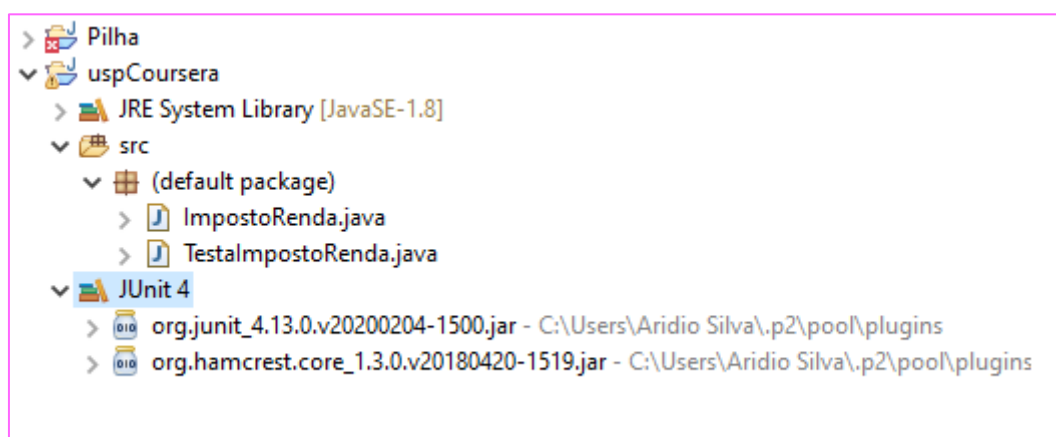 Pilha
uspCoursera
JRE System Library [JavaSE-1.8]
src
(default package)
ImpostoRenda.java
TestaImpostoRenda.java
JUnit 4
org.junit_4.13.0.v20200204-1500.jar - C:\Users\Aridio Silva\.p2\pool\plugins
org.hamcrest.core_1.3.0.v20180420-1519.jar - C:\Users\Aridio Silva\.p2\pool\plugins